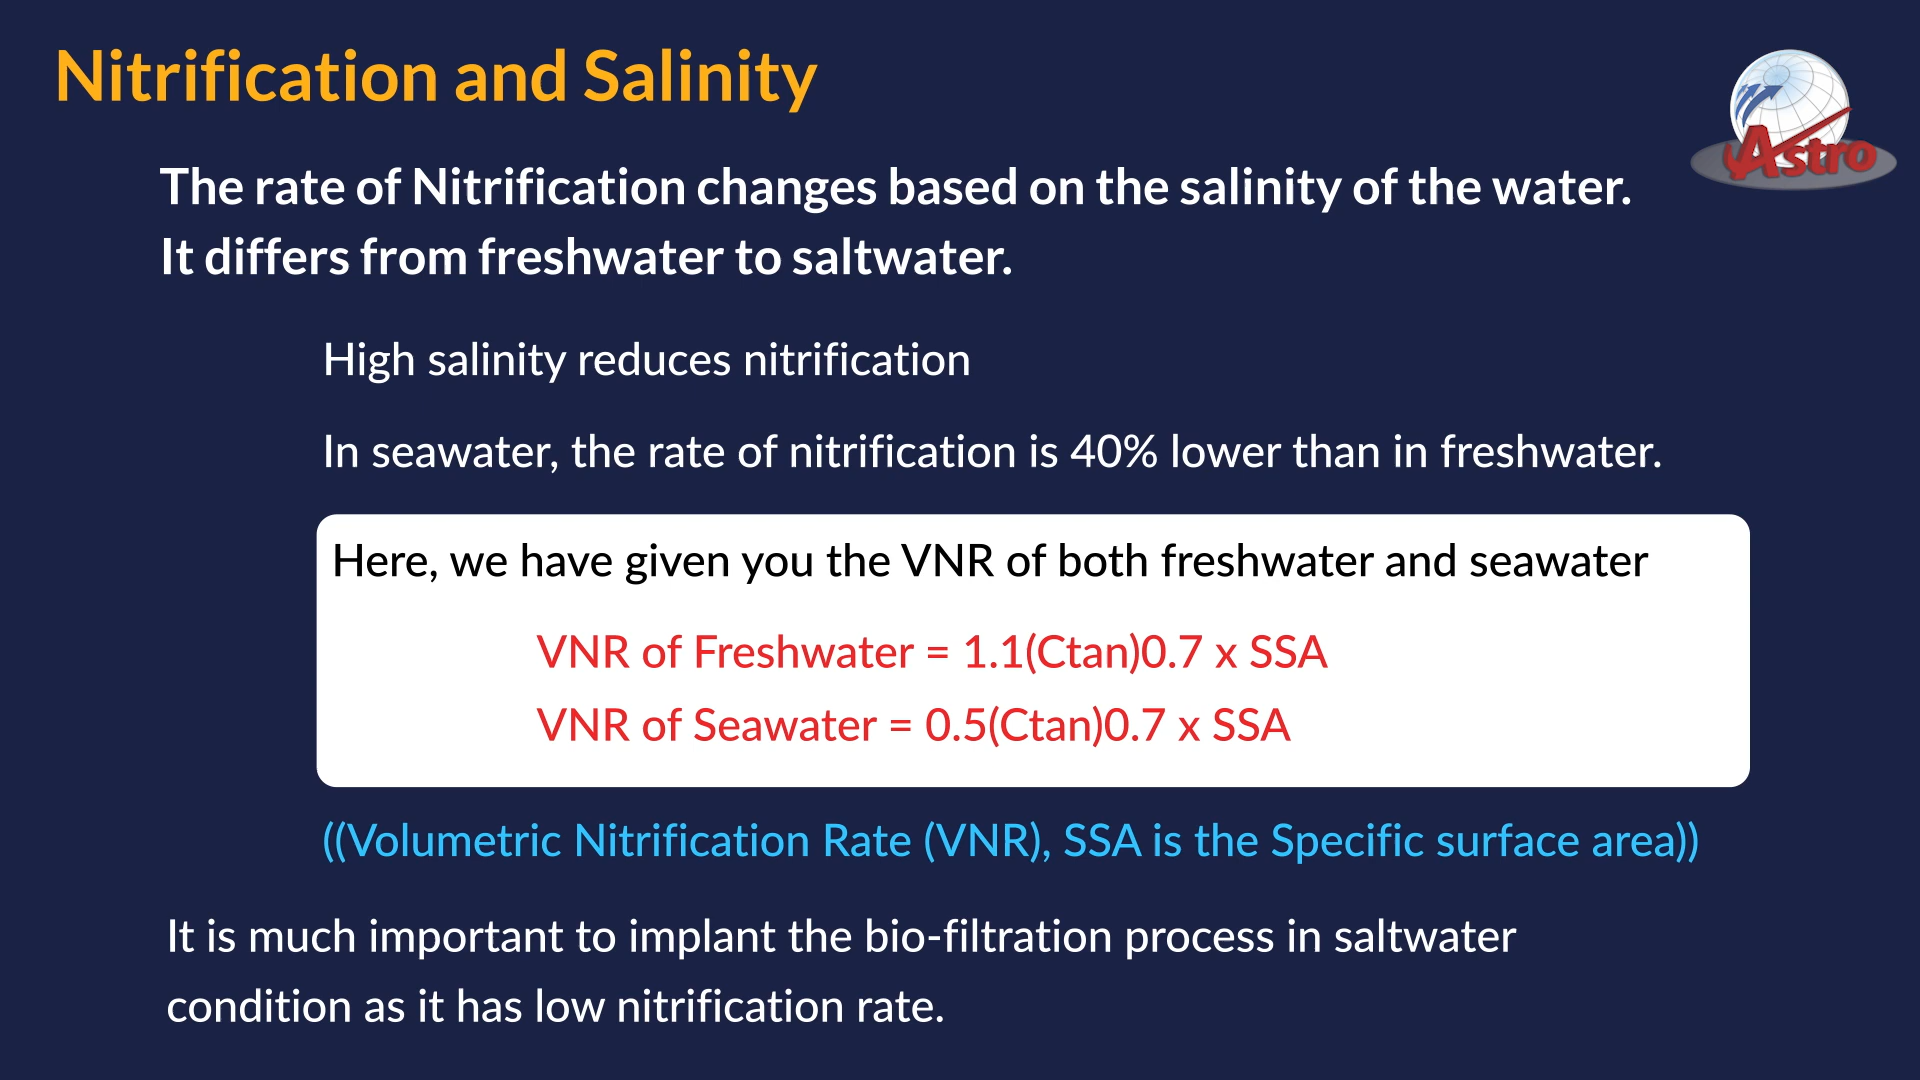 Nitrification and Salinity
Astro
The rate of Nitrification changes based on the salinity of the water.
It differs from freshwater to saltwater.
High salinity reduces nitrification
In seawater, the rate of nitrification is 40% lower than in freshwater.
Here, we have given you the VNR of both freshwater and seawater
VNR of Freshwater = 1.1(Ctan)0.7 x SSA
VNR of Seawater = 0.5(Ctan)0.7 x SSA
((Volumetric Nitrification Rate (VNR), SSA is the Specific surface area))
It is much important to implant the bio-filtration process in saltwater
condition as it has low nitrification rate.